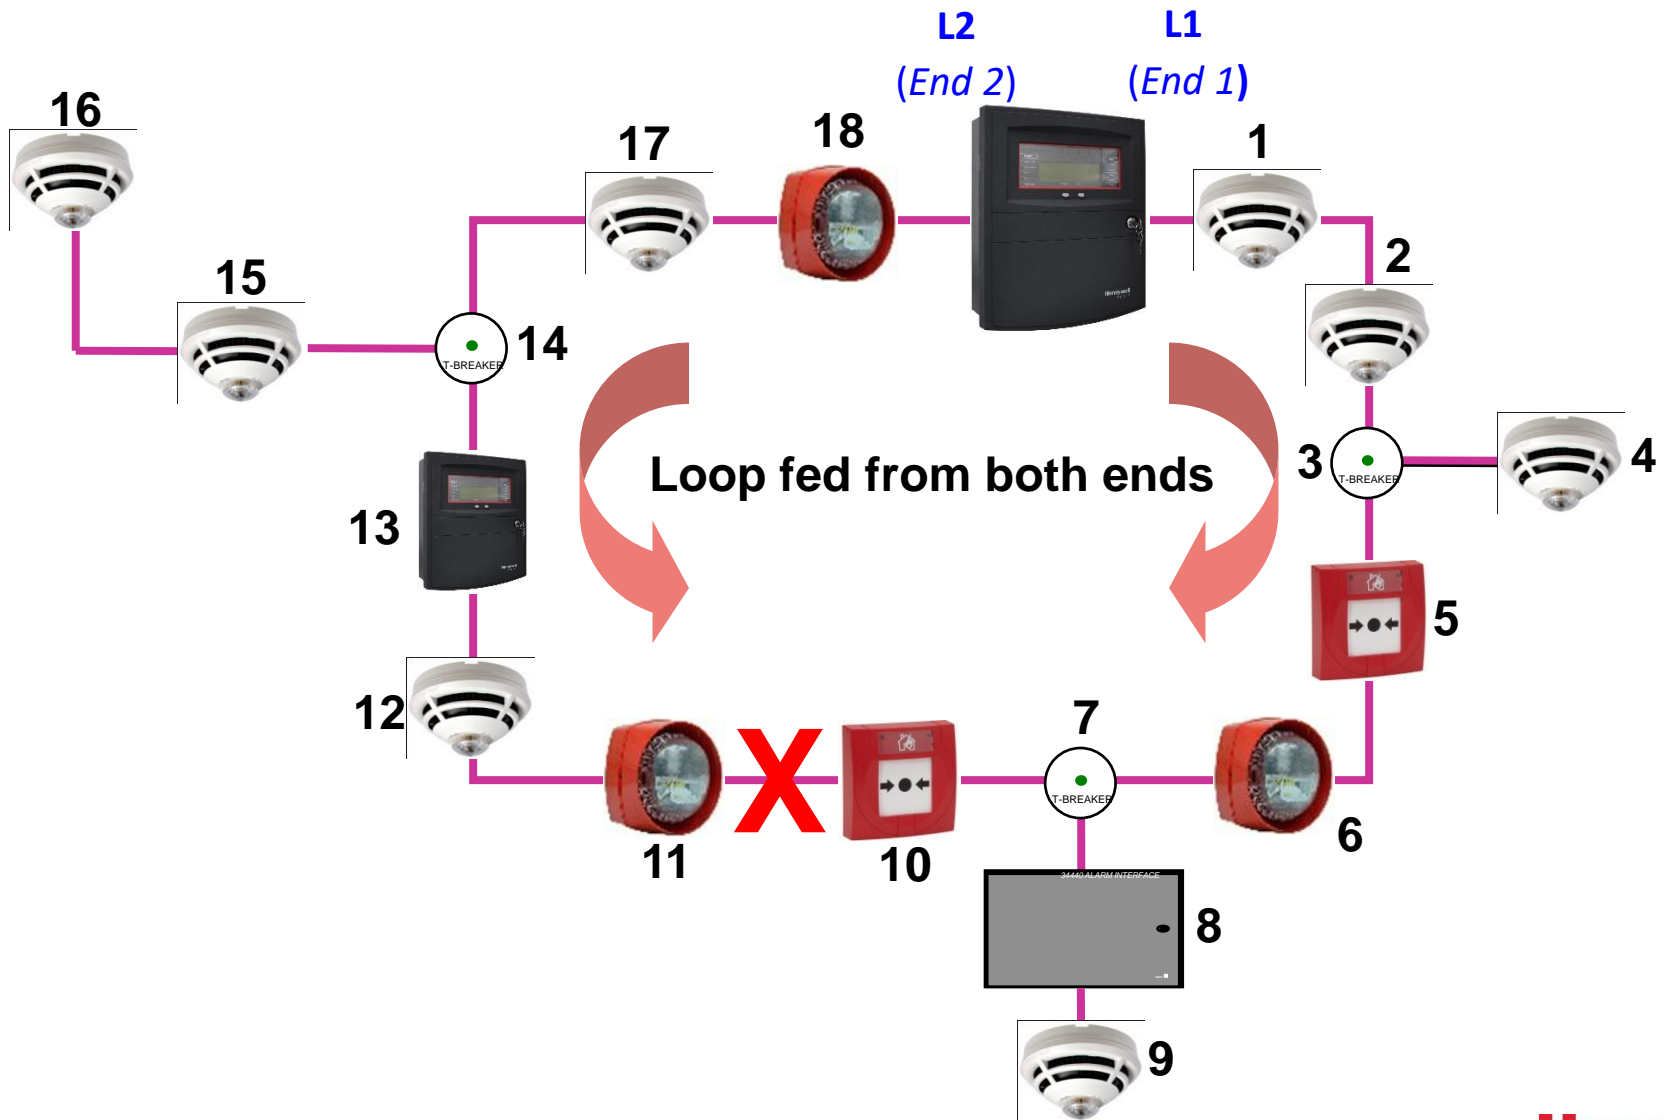 L2
L1
(End 2)
(End 1)
16
18
1
17
2
15
14
T-BREAKER
3
T-BREAKER
4
Loop fed from both ends
13
5
12
7
X
T-BREAKER
6
11
10
34440 ALARM INTERFACE
8
9
Honeywell